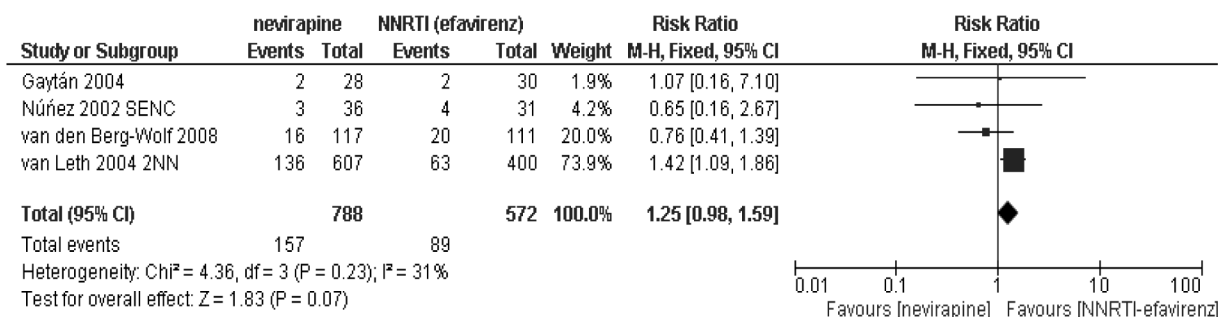 nevirapine NNRTI (efavirenz) Risk Ratio Risk Ratio
Study or Subgroup Events Total Events Total Weight M-H, Fixed, 95% CI M-H, Fixed, 95% CI
Gaytán 2004 2 28 2 30 1.9% 1.07 [0.16, 7.10]
Núñez 2002 SENC 3 36 4 31 4.2% 0.65 [0.16, 2.67]
van den Berg-Wolf 2008 16 117 20 111 20.0% 0.76 [0.41, 1.39]
van Leth 2004 2NN 136 607 63 400 73.9% 1.42 [1.09, 1.86]
Total (95% CI) 788 572 100.0% 1.25 [0.98, 1.59]
Total events 157 89
Heterogeneity: Chi² = 4.36, df = 3 (P = 0.23); I² = 31%
Test for overall effect: Z = 1.83 (P = 0.07)
0.01 0.1 1 10 100
Favours [nevirapine] Favours [NNRTI-efavirenz]